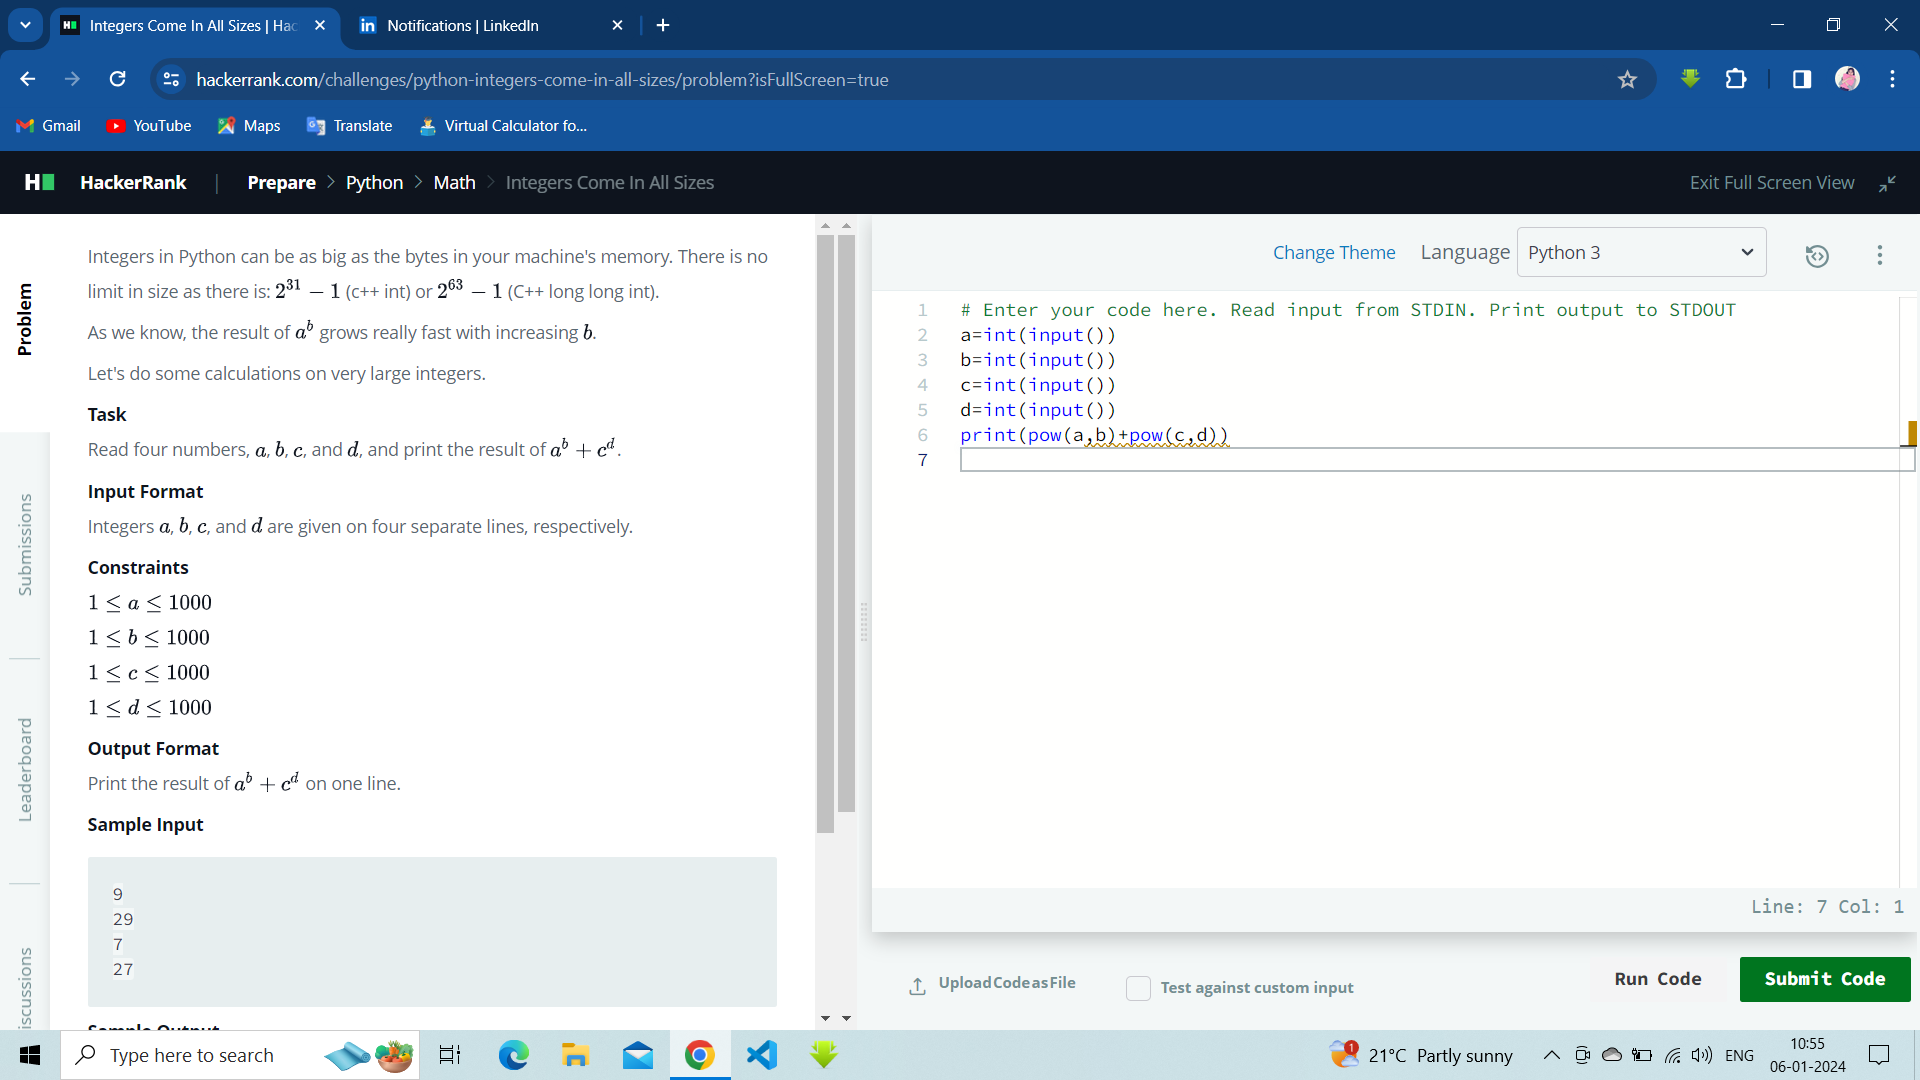 Integers Come In All Sizes | Hac
Notifications | LinkedIn
hackerrank.com/challenges/python-integers-come-in-all-sizes/problem?isFullScreen=true
Gmail
YouTube
Maps
Translate
Virtual Calculator fo...
HackerRank | Prepare > Python > Math > Integers Come In All Sizes
Exit Full Screen View
Problem
Submissions
Leaderboard
iscussions
Integers in Python can be as big as the bytes in your machine's memory. There is no
limit in size as there is: 2^31 − 1 (c++ int) or 2^63 − 1 (C++ long long int).
As we know, the result of a^b grows really fast with increasing b.
Let's do some calculations on very large integers.
Task
Read four numbers, a, b, c, and d, and print the result of a^b + c^d.
Input Format
Integers a, b, c, and d are given on four separate lines, respectively.
Constraints
1 ≤ a ≤ 1000
1 ≤ b ≤ 1000
1 ≤ c ≤ 1000
1 ≤ d ≤ 1000
Output Format
Print the result of a^b + c^d on one line.
Sample Input
9
29
7
27
Sample Output
Change Theme
Language
Python 3
1 # Enter your code here. Read input from STDIN. Print output to STDOUT
2 a=int(input())
3 b=int(input())
4 c=int(input())
5 d=int(input())
6 print(pow(a,b)+pow(c,d))
7
Line: 7 Col: 1
Upload Code as File
Test against custom input
Run Code
Submit Code
Type here to search
1
21°C Partly sunny
ENG
10:55
06-01-2024